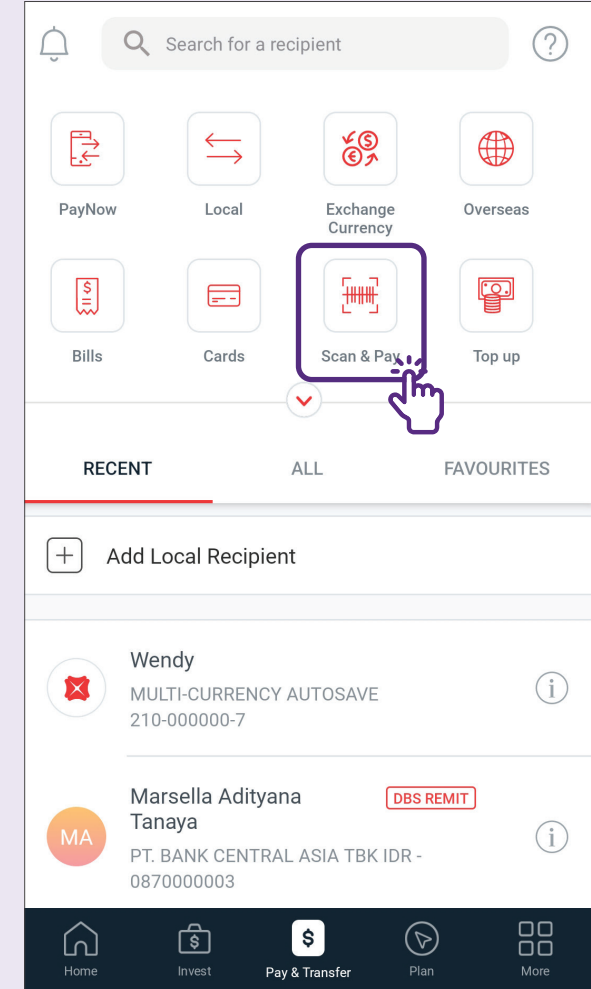 Search for a recipient
?
PayNow
Local
Exchange
Currency
Overseas
Bills
Cards
Scan & Pay
Top up
RECENT
ALL
FAVOURITES
Add Local Recipient
Wendy
MULTI-CURRENCY AUTOSAVE
210-000000-7
i
Marsella Adityana
Tanaya
DBS REMIT
MA
PT. BANK CENTRAL ASIA TBK IDR -
0870000003
i
Home
Invest
Pay & Transfer
Plan
More